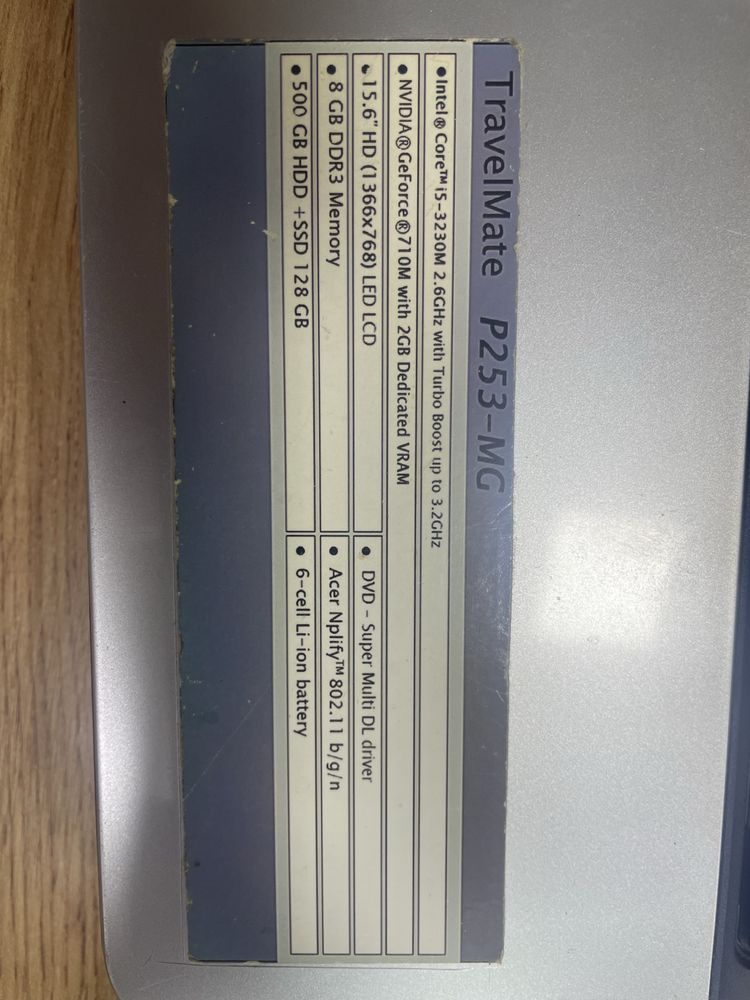 TravelMate P253-MG
• Intel® Core™ i5-3230M 2.6GHz with Turbo Boost up to 3.2GHz
• NVIDIA® GeForce® 710M with 2GB Dedicated VRAM
• 15.6" HD (1366x768) LED LCD
• DVD - Super Multi DL driver
• 8 GB DDR3 Memory
• Acer Nplify™ 802.11 b/g/n
• 500 GB HDD +SSD 128 GB
• 6-cell Li-ion battery